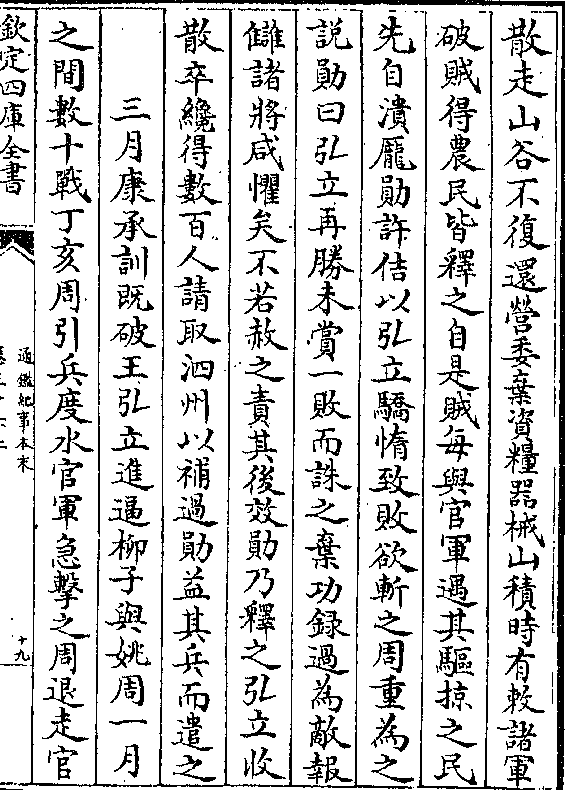 散走山谷不復還營委棄資糧器械山積時有敕諸軍
破賊得農民皆釋之自是賊每與官軍遇其驅掠之民
先自潰龎勛許佶以弘立驕惰致敗欲斬之周重為之
説勛曰弘立再勝未賞一敗而誅之棄功録過為敵報
讎諸將咸懼矣不若赦之責其後效勛乃釋之弘立收
散卒纔得數百人請取泗州以補過勛益其兵而遣之
三月康承訓既破王弘立進逼栁子與姚周一月
之間數十戰丁亥周引兵度水官軍急擊之周退走官
欽定四庫全書
通鑑紀事本末
十九